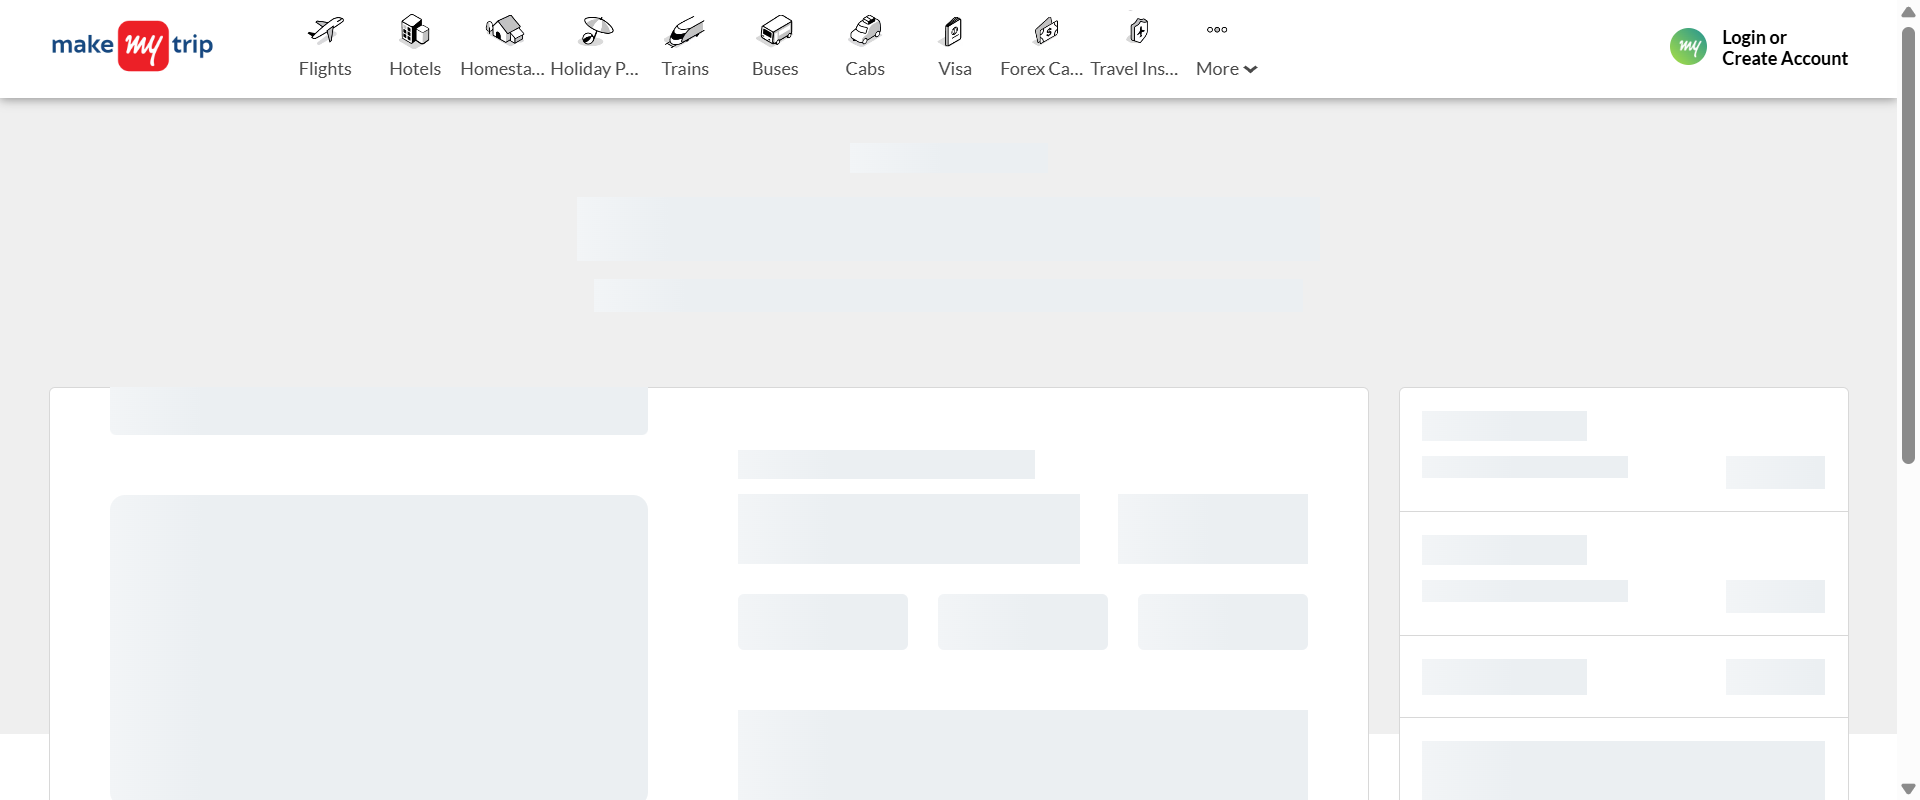 make my trip
Flights
Hotels
Homesta...
Holiday P...
Trains
Buses
Cabs
Visa
Forex Ca...
Travel Ins...
More
my
Login or
Create Account